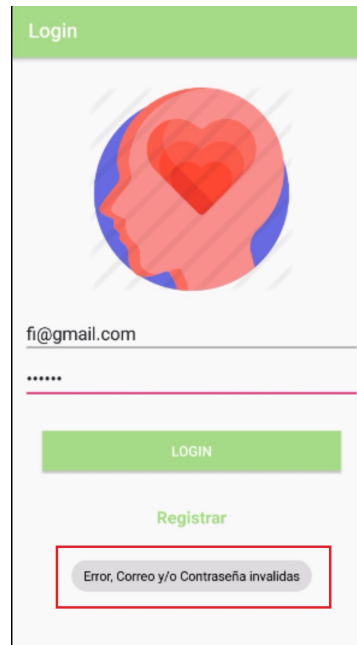 Login
fi@gmail.com
••••••
LOGIN
Registrar
Error, Correo y/o Contraseña invalidas